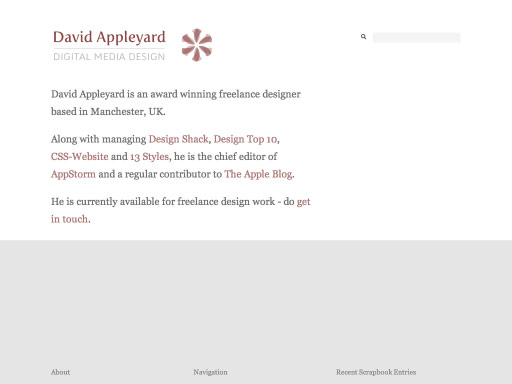 David Appleyard
DIGITAL MEDIA DESIGN
David Appleyard is an award winning freelance designer
based in Manchester, UK.
Along with managing Design Shack, Design Top 10,
CSS-Website and 13 Styles, he is the chief editor of
AppStorm and a regular contributor to The Apple Blog.
He is currently available for freelance design work - do get
in touch.
About
Navigation
Recent Scrapbook Entries